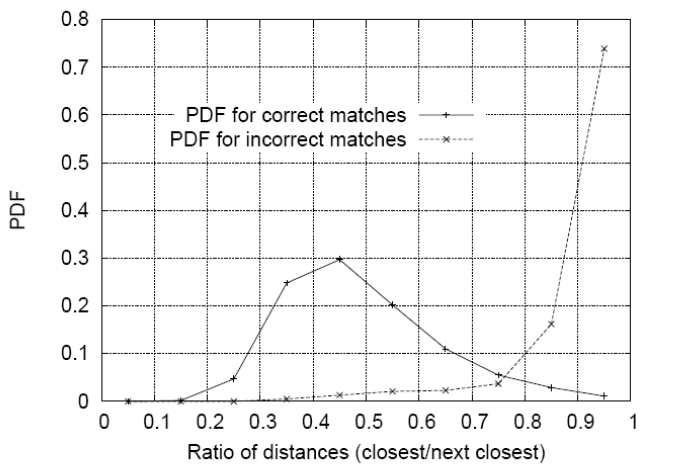 0.8
0.7
0.6
PDF for correct matches
PDF for incorrect matches
0.5
0.4
PDF
0.3
0.2
0.1
0
0 0.1 0.2 0.3 0.4 0.5 0.6 0.7 0.8 0.9 1
Ratio of distances (closest/next closest)